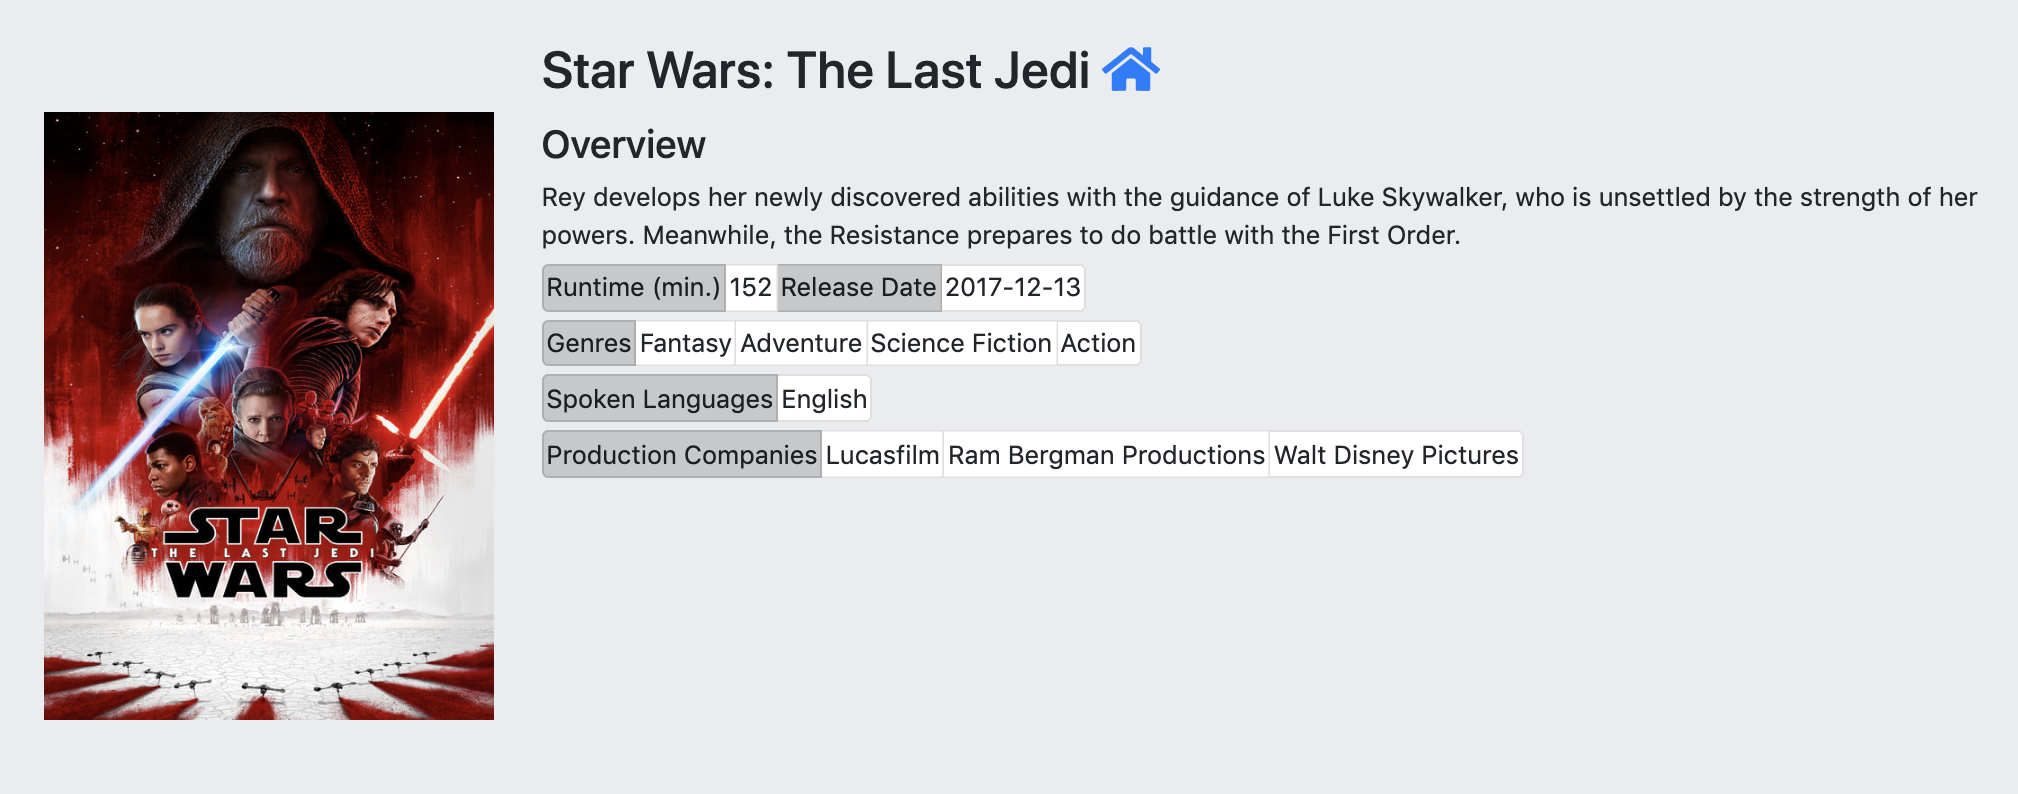 Star Wars: The Last Jedi
Overview
Rey develops her newly discovered abilities with the guidance of Luke Skywalker, who is unsettled by the strength of her
powers. Meanwhile, the Resistance prepares to do battle with the First Order.
Runtime (min.) 152 Release Date 2017-12-13
Genres Fantasy Adventure Science Fiction Action
Spoken Languages English
Production Companies Lucasfilm Ram Bergman Productions Walt Disney Pictures
STAR
THE LAST JEDI
WARS